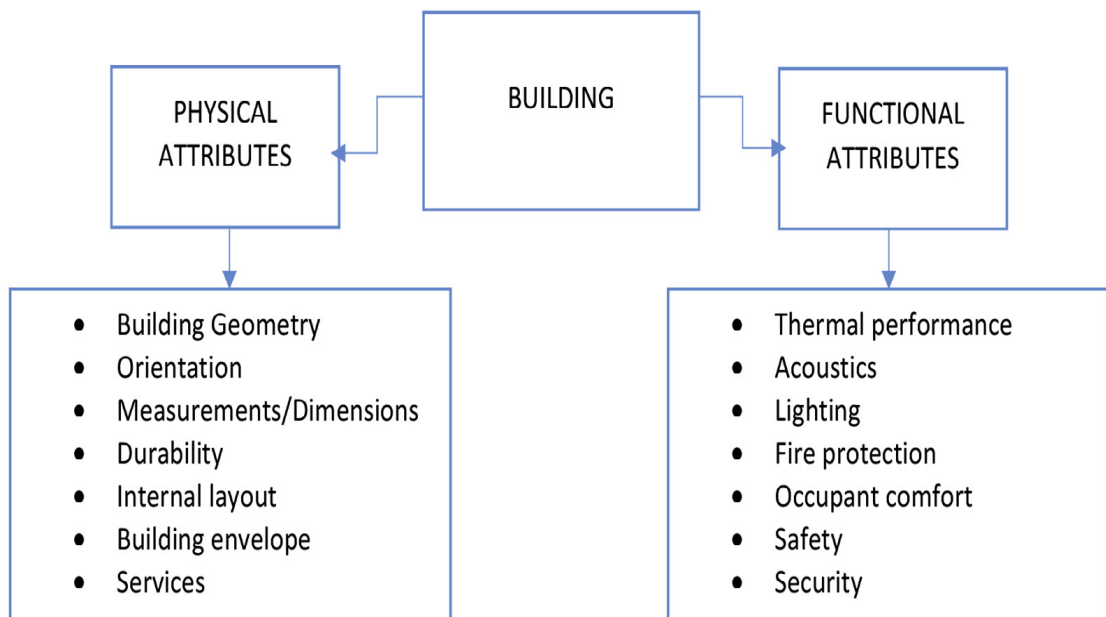 BUILDING
PHYSICAL
ATTRIBUTES
FUNCTIONAL
ATTRIBUTES
• Building Geometry
• Orientation
• Measurements/Dimensions
• Durability
• Internal layout
• Building envelope
• Services
• Thermal performance
• Acoustics
• Lighting
• Fire protection
• Occupant comfort
• Safety
• Security